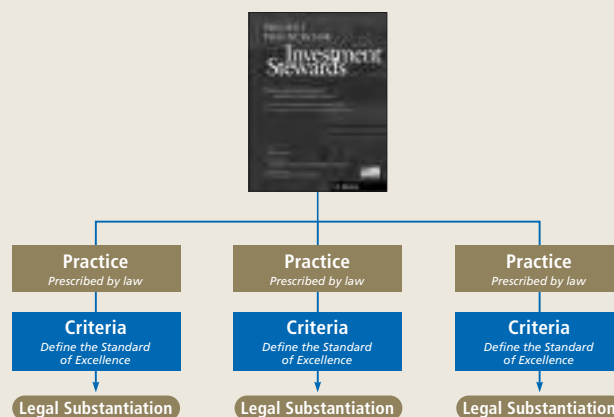 Investment
Stewards
Practice
Prescribed by law
Criteria
Define the Standard
of Excellence
Legal Substantiation
Practice
Prescribed by law
Criteria
Define the Standard
of Excellence
Legal Substantiation
Practice
Prescribed by law
Criteria
Define the Standard
of Excellence
Legal Substantiation